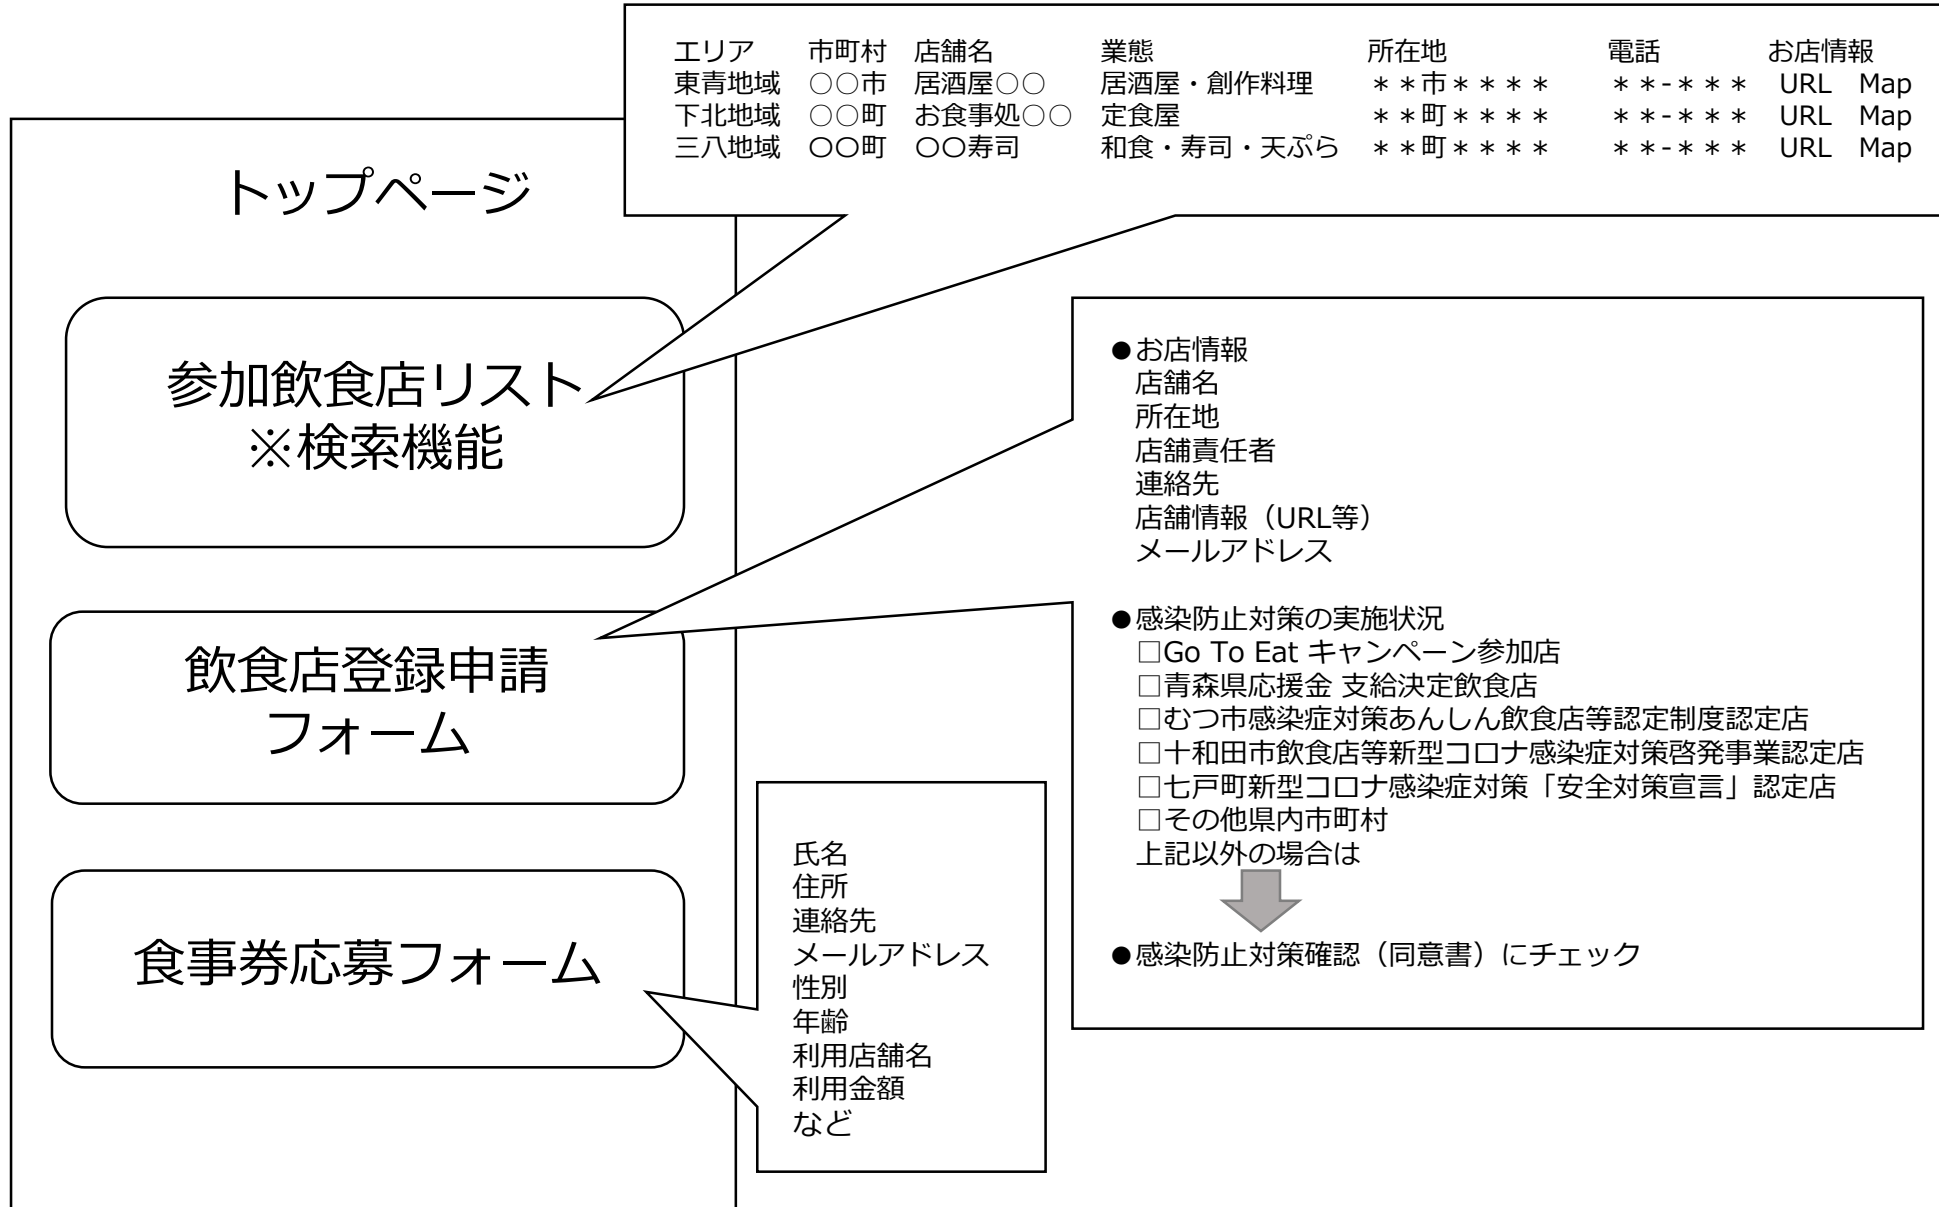 エリア 市町村 店舗名 業態 所在地 電話 お店情報
東青地域 ○○市 居酒屋○○ 居酒屋・創作料理 ＊＊市＊＊＊＊ ＊＊-＊＊＊ URL Map
下北地域 ○○町 お食事処○○ 定食屋 ＊＊町＊＊＊＊ ＊＊-＊＊＊ URL Map
三八地域 〇〇町 〇〇寿司 和食・寿司・天ぷら ＊＊町＊＊＊＊ ＊＊-＊＊＊ URL Map
トップページ
参加飲食店リスト
※検索機能
飲食店登録申請
フォーム
食事券応募フォーム
●お店情報
店舗名
所在地
店舗責任者
連絡先
店舗情報（URL等）
メールアドレス
●感染防止対策の実施状況
□Go To Eat キャンペーン参加店
□青森県応援金 支給決定飲食店
□むつ市感染症対策あんしん飲食店等認定制度認定店
□十和田市飲食店等新型コロナ感染症対策啓発事業認定店
□七戸町新型コロナ感染症対策「安全対策宣言」認定店
□その他県内市町村
上記以外の場合は
●感染防止対策確認（同意書）にチェック
氏名
住所
連絡先
メールアドレス
性別
年齢
利用店舗名
利用金額
など